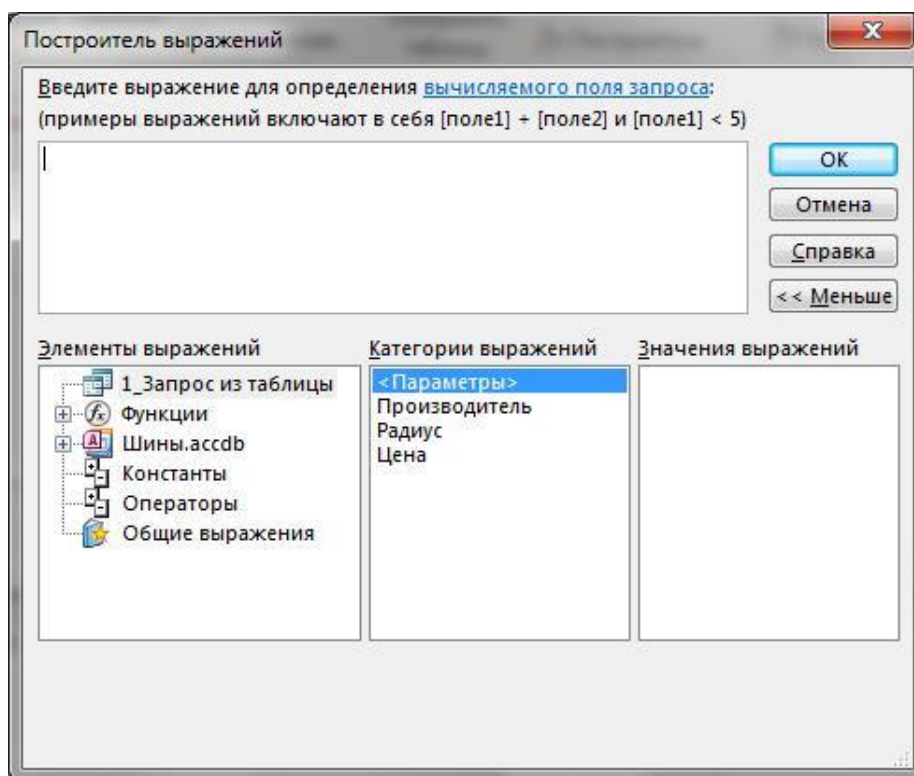 Построитель выражений
Введите выражение для определения вычисляемого поля запроса:
(примеры выражений включают в себя [поле1] + [поле2] и [поле1] < 5)
ОК
Отмена
Справка
<< Меньше
Элементы выражений
1_Запрос из таблицы
Функции
Шины.accdb
Константы
Операторы
Общие выражения
Категории выражений
<Параметры>
Производитель
Радиус
Цена
Значения выражений